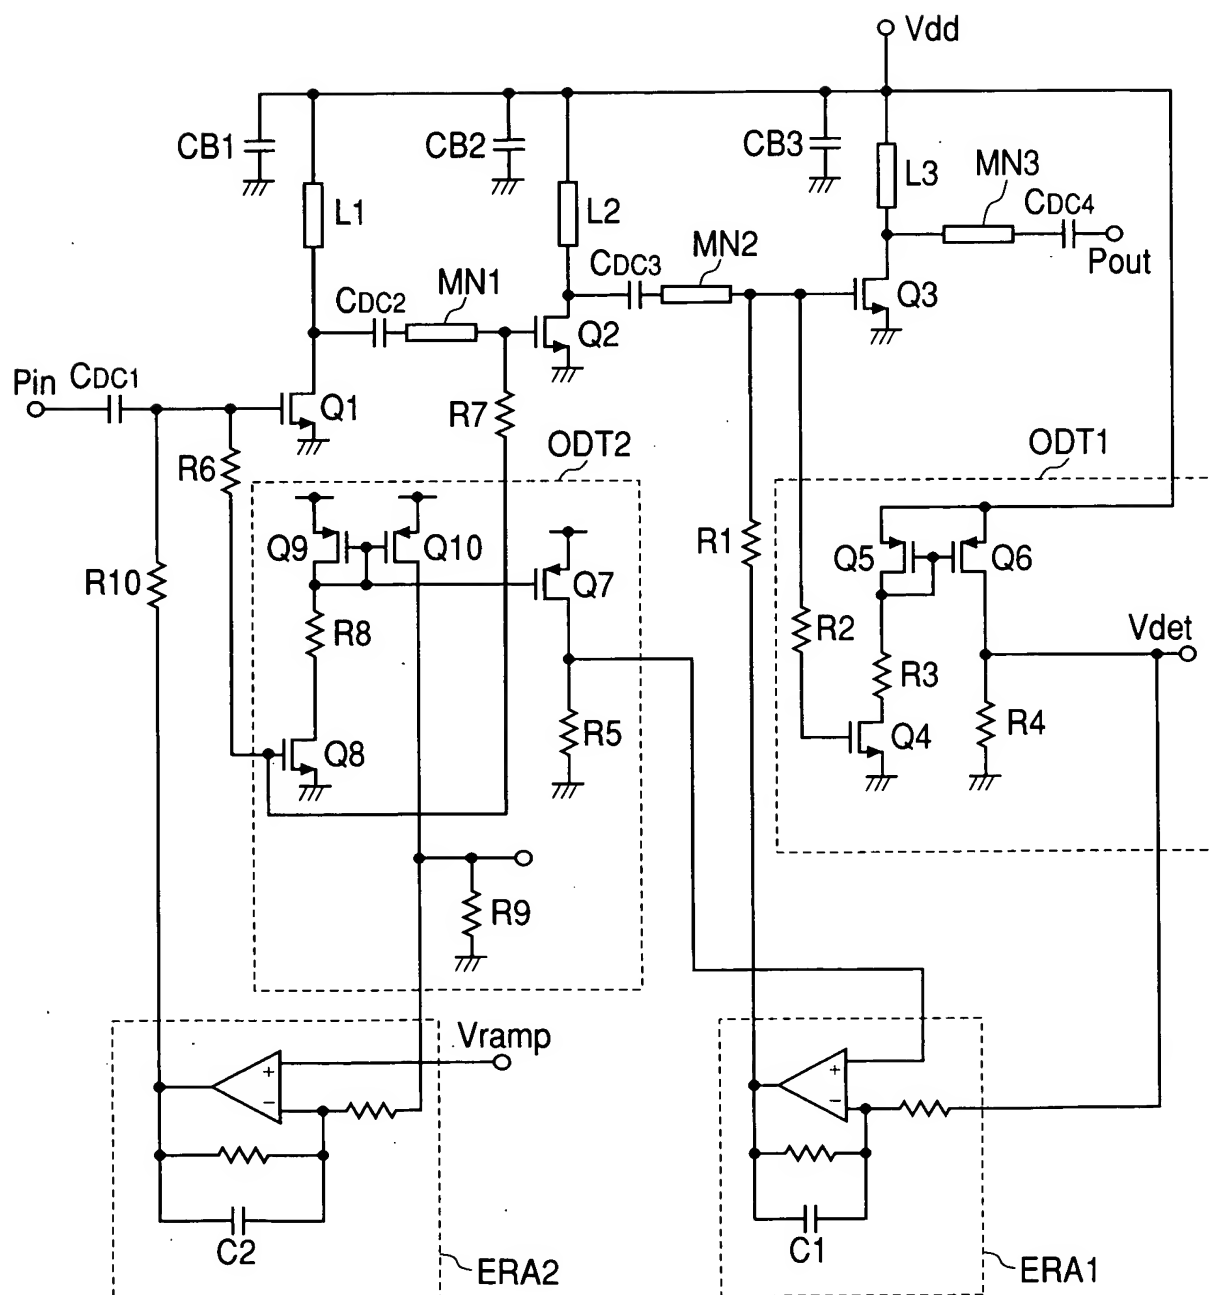 Vdd
CB1
CB2
CB3
L1
L2
L3
MN3
CDC4
Pout
MN2
CDC3
MN1
CDC2
Q3
Q2
Pin
CDC1
Q1
R7
ODT2
ODT1
R6
Q9
Q10
Q7
R1
Q5
Q6
R10
R8
R2
Vdet
R3
R4
Q8
R5
Q4
R9
Vramp
+
−
+
−
C2
C1
ERA2
ERA1